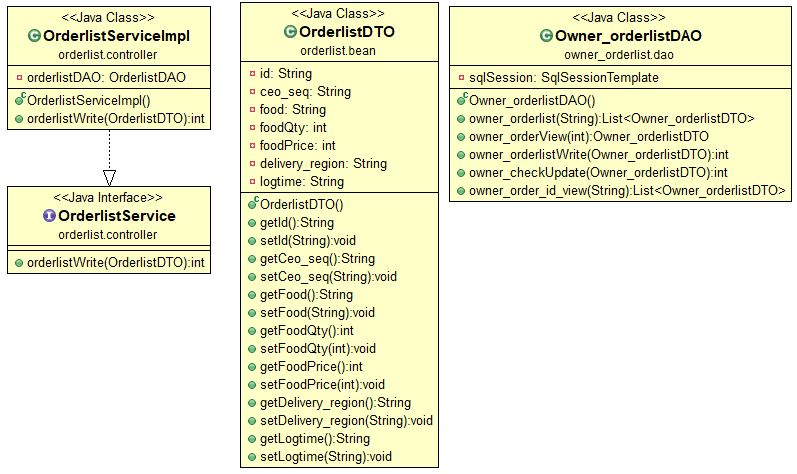 <<Java Class>>
OrderlistServiceImpl
orderlist.controller
orderlistDAO: OrderlistDAO
OrderlistServiceImpl()
orderlistWrite(OrderlistDTO):int
<<Java Interface>>
OrderlistService
orderlist.controller
orderlistWrite(OrderlistDTO):int
<<Java Class>>
OrderlistDTO
orderlist.bean
id: String
ceo_seq: String
food: String
foodQty: int
foodPrice: int
delivery_region: String
logtime: String
OrderlistDTO()
getId():String
setId(String):void
getCeo_seq():String
setCeo_seq(String):void
getFood():String
setFood(String):void
getFoodQty():int
setFoodQty(int):void
getFoodPrice():int
setFoodPrice(int):void
getDelivery_region():String
setDelivery_region(String):void
getLogtime():String
setLogtime(String):void
<<Java Class>>
Owner_orderlistDAO
owner_orderlist.dao
sqlSession: SqlSessionTemplate
Owner_orderlistDAO()
owner_orderlist(String):List<Owner_orderlistDTO>
owner_orderView(int):Owner_orderlistDTO
owner_orderlistWrite(Owner_orderlistDTO):int
owner_checkUpdate(Owner_orderlistDTO):int
owner_order_id_view(String):List<Owner_orderlistDTO>